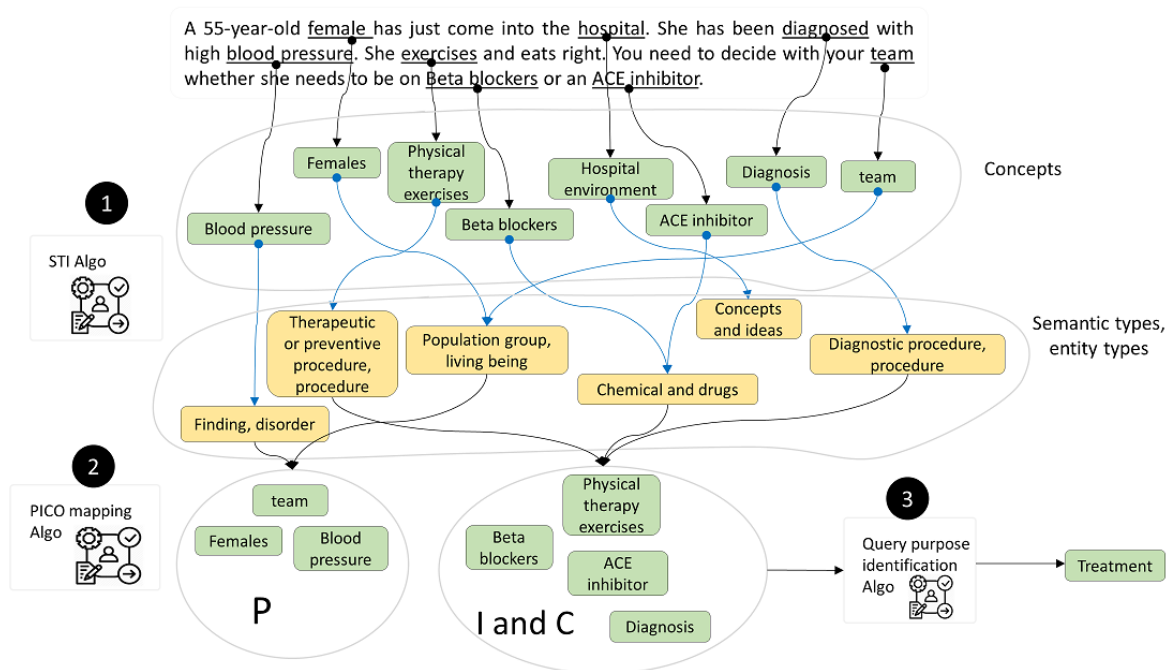 A 55-year-old female has just come into the hospital. She has been diagnosed with
high blood pressure. She exercises and eats right. You need to decide with your team
whether she needs to be on Beta blockers or an ACE inhibitor.
Females
Physical
therapy
exercises
Hospital
environment
Diagnosis
team
Concepts
1
Blood pressure
Beta blockers
ACE inhibitor
STI Algo
Therapeutic
or preventive
procedure,
procedure
Population group,
living being
Concepts
and ideas
Diagnostic procedure,
procedure
Semantic types,
entity types
Chemical and drugs
Finding, disorder
2
PICO mapping
Algo
team
Females
Blood
pressure
P
Physical
therapy
exercises
Beta
blockers
ACE
inhibitor
I and C
Diagnosis
3
Query purpose
identification
Algo
Treatment